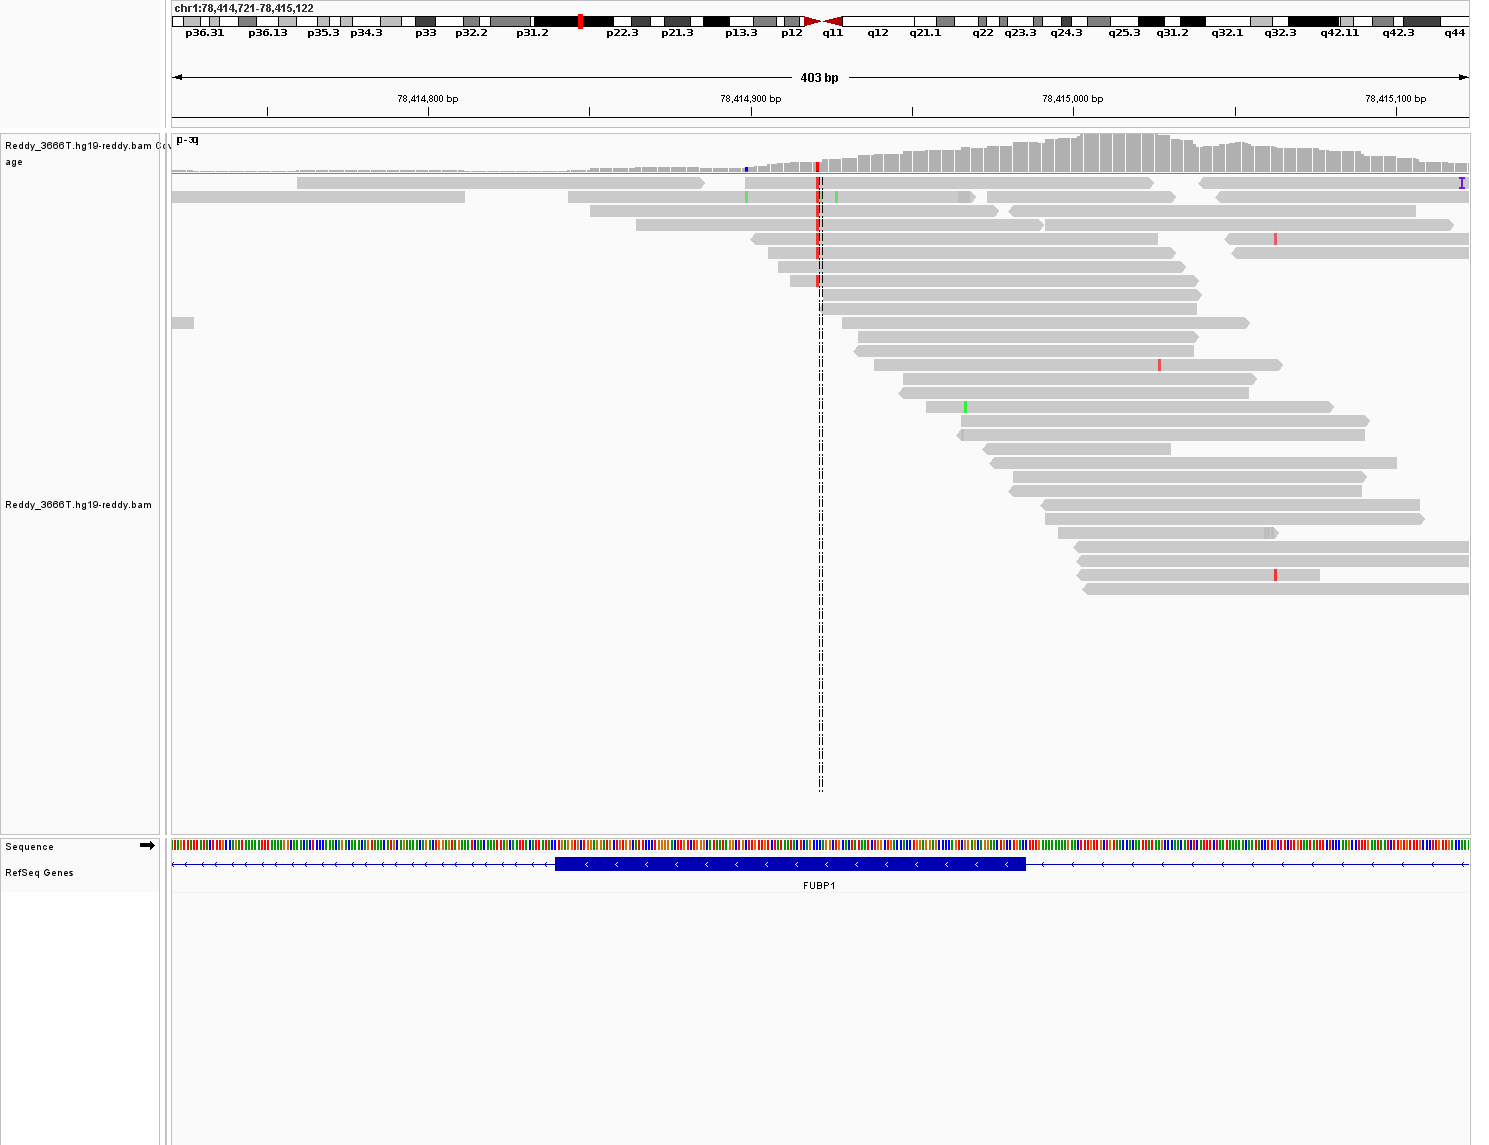 chr1:78,414,721-78,415,122
p36.31 p36.13 p35.3 p34.3 p33 p32.2 p31.2 p22.3 p21.3 p13.3 p12 q11 q12 q21.1 q22 q23.3 q24.3 q25.3 q31.2 q32.1 q32.3 q42.11 q42.3 q44
403 bp
78,414,800 bp 78,414,900 bp 78,415,000 bp 78,415,100 bp
[0 - 30]
Reddy_3666T.hg19-reddy.bam Cov
age
Reddy_3666T.hg19-reddy.bam
Sequence
RefSeq Genes
FUBP1